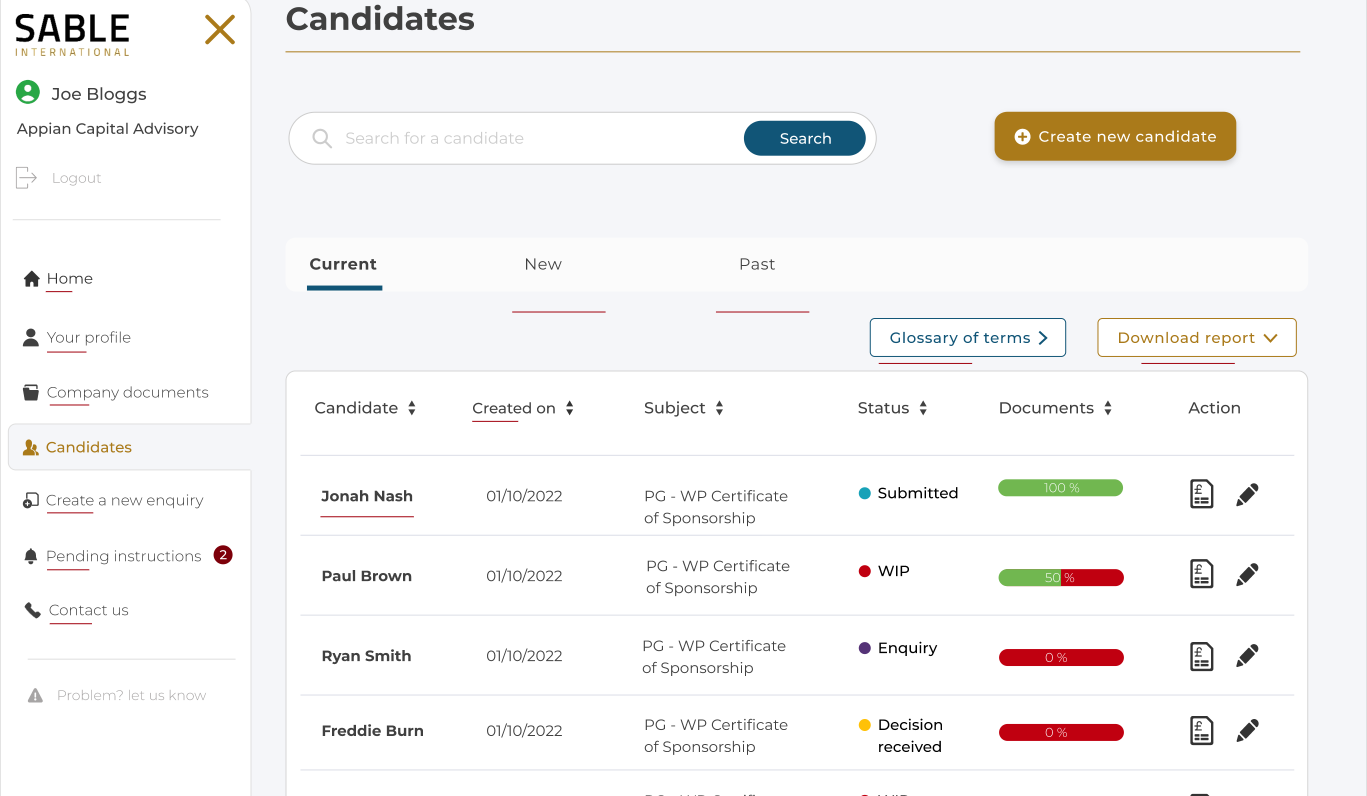 SABLE
INTERNATIONAL
Joe Bloggs
Appian Capital Advisory
Logout
Home
Your profile
Company documents
Candidates
Create a new enquiry
Pending instructions 2
Contact us
Problem? let us know
Candidates
Search for a candidate Search
Create new candidate
Current New Past
Glossary of terms Download report
Candidate Created on Subject Status Documents Action
Jonah Nash 01/10/2022 PG - WP Certificate Submitted 100 %
of Sponsorship
Paul Brown 01/10/2022 PG - WP Certificate WIP 50 %
of Sponsorship
Ryan Smith 01/10/2022 PG - WP Certificate Enquiry 0 %
of Sponsorship
Freddie Burn 01/10/2022 PG - WP Certificate Decision 0 %
of Sponsorship received